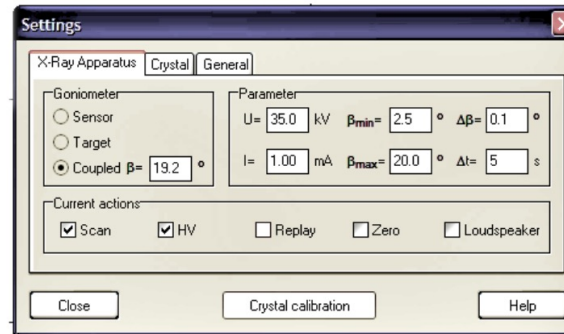 Settings
X-Ray Apparatus Crystal General
Goniometer
Sensor
Target
Coupled β= 19.2 °
Parameter
U= 35.0 kV βmin= 2.5 ° Δβ= 0.1 °
I= 1.00 mA βmax= 20.0 ° Δt= 5 s
Current actions
Scan HV Replay Zero Loudspeaker
Close Crystal calibration Help